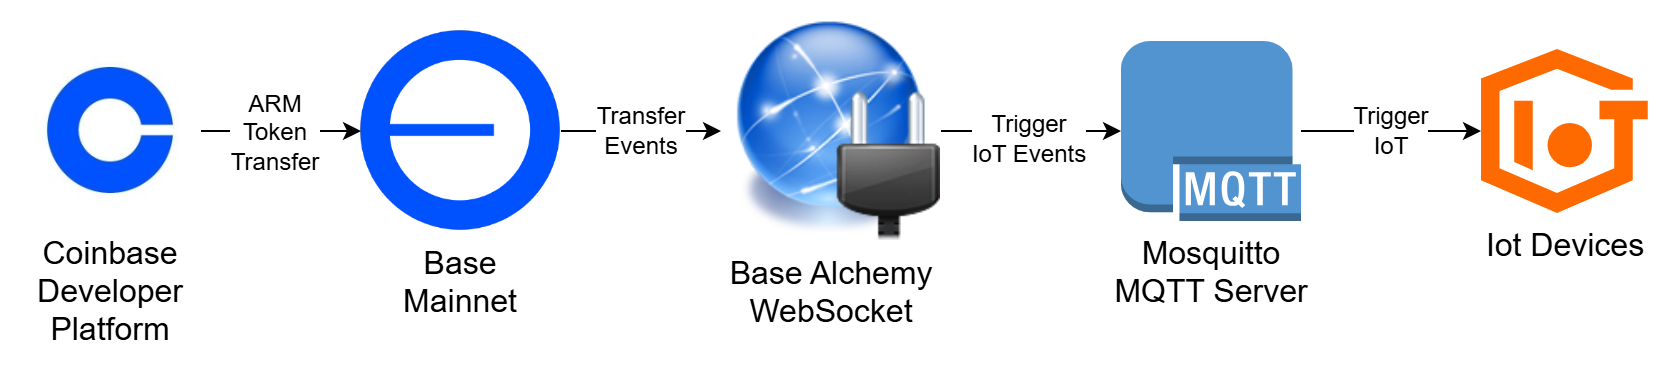 ARM
Token
Transfer
Transfer
Events
Trigger
IoT Events
Trigger
IoT
MQTT
IoT
Coinbase
Developer
Platform
Base
Mainnet
Base Alchemy
WebSocket
Mosquitto
MQTT Server
Iot Devices